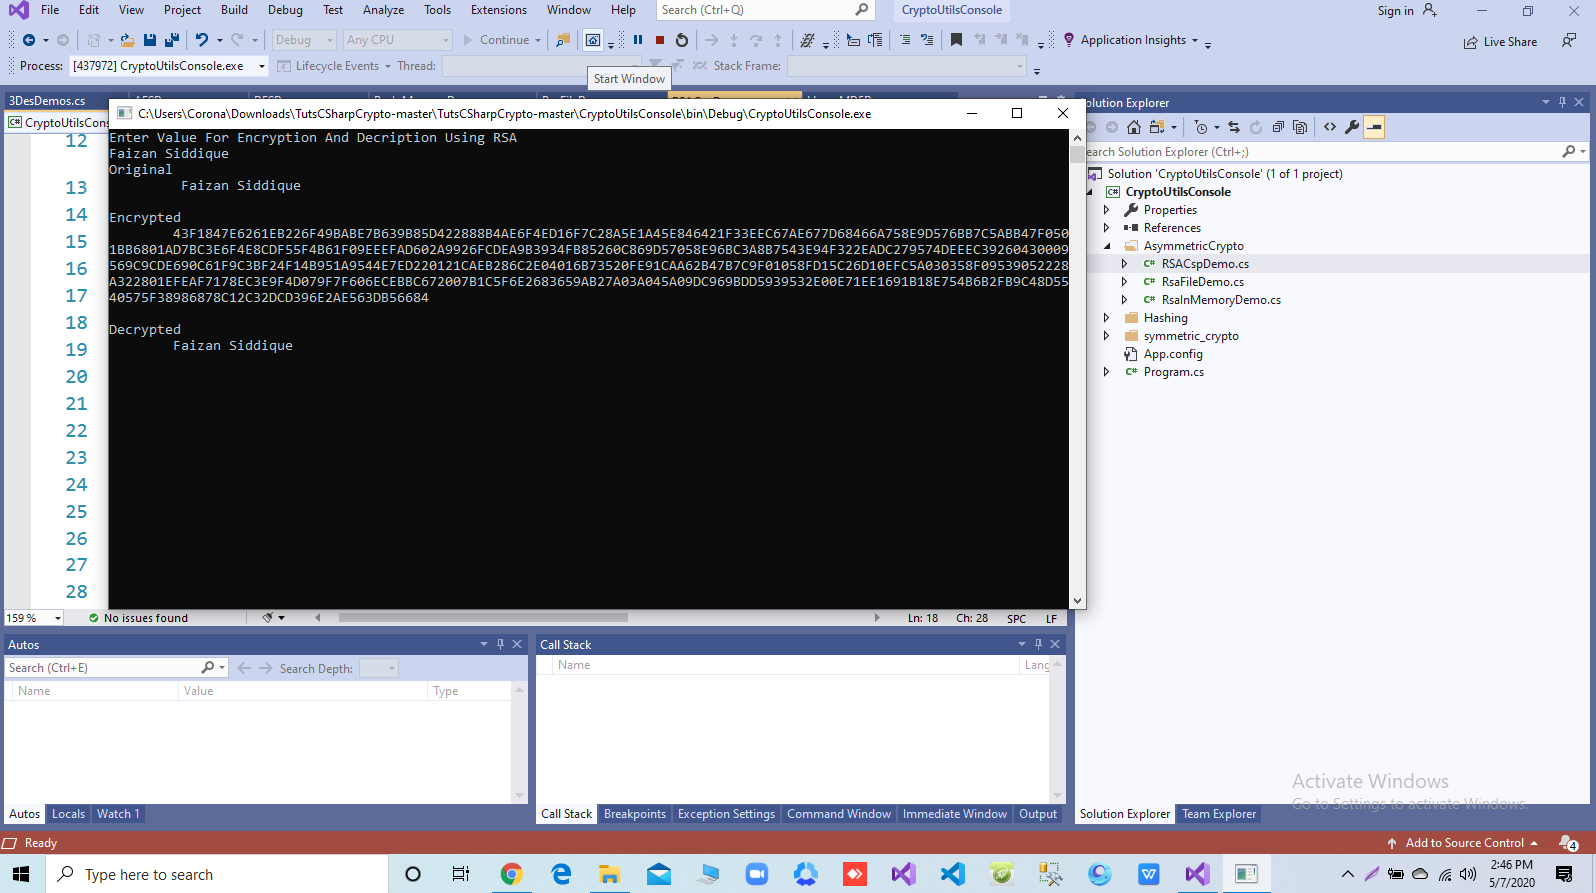 File Edit View Project Build Debug Test Analyze Tools Extensions Window Help Search (Ctrl+Q) CryptoUtilsConsole Sign in
Debug Any CPU Continue Application Insights Live Share
Process: [437972] CryptoUtilsConsole.exe Lifecycle Events Thread: Stack Frame:
Start Window
3DesDemos.cs
CryptoUtilsCons
C:\Users\Corona\Downloads\TutsCSharpCrypto-master\TutsCSharpCrypto-master\CryptoUtilsConsole\bin\Debug\CryptoUtilsConsole.exe
Enter Value For Encryption And Decription Using RSA
Faizan Siddique
Original
Faizan Siddique
Encrypted
43F1847E6261EB226F49BABE7B639B85D422888B4AE6F4ED16F7C28A5E1A45E846421F33EEC67AE677D68466A758E9D576BB7C5ABB47F050
1BB6801AD7BC3E6F4E8CDF55F4B61F09EEEFAD602A9926FCDEA9B3934FB85260C869D57058E96BC3A8B7543E94F322EADC279574DEEEC39260430009
569C9CDE690C61F9C3BF24F14B951A9544E7ED220121CAEB286C2E04016B73520FE91CAA62B47B7C9F01058FD15C26D10EFC5A030358F09539052228
A322801EFEAF7178EC3E9F4D079F7F606ECEBBC672007B1C5F6E2683659AB27A03A045A09DC969BDD5939532E00E71EE1691B18E754B6B2FB9C48D55
40575F38986878C12C32DCD396E2AE563DB56684
Decrypted
Faizan Siddique
12
13
14
15
16
17
18
19
20
21
22
23
24
25
26
27
28
159 % No issues found Ln: 18 Ch: 28 SPC LF
Solution Explorer
Search Solution Explorer (Ctrl+;)
Solution 'CryptoUtilsConsole' (1 of 1 project)
CryptoUtilsConsole
Properties
References
AsymmetricCrypto
RSACspDemo.cs
RsaFileDemo.cs
RsaInMemoryDemo.cs
Hashing
symmetric_crypto
App.config
Program.cs
Autos
Search (Ctrl+E) Search Depth:
Name Value Type
Autos Locals Watch 1
Call Stack
Name Lang
Call Stack Breakpoints Exception Settings Command Window Immediate Window Output
Activate Windows
Go to Settings to activate Windows.
Solution Explorer Team Explorer
Ready Add to Source Control 4
Type here to search
2:46 PM
5/7/2020